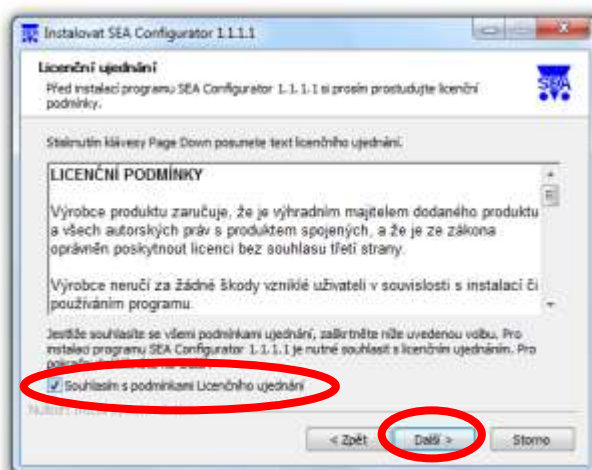 Instalovat SEA Configurator 1.1.1.1
Licenční ujednání
Před instalací programu SEA Configurator 1.1.1.1 si prosím prostudujte licenční
podmínky.
SEA
Stisknutím klávesy Page Down posunete text licenčního ujednání.
LICENČNÍ PODMÍNKY
Výrobce produktu zaručuje, že je výhradním majitelem dodaného produktu
a všech autorských práv s produktem spojených, a že je ze zákona
oprávněn poskytnout licenci bez souhlasu třetí strany.
Výrobce neručí za žádné škody vzniklé uživateli v souvislosti s instalací či
používáním programu
Jestliže souhlasíte se všemi podmínkami ujednání, zaškrtněte níže uvedenou volbu. Pro
instalaci programu SEA Configurator 1.1.1.1 je nutné souhlasit s licenčním ujednáním. Pro
Souhlasím s podmínkami Licenčního ujednání
< Zpět
Další >
Storno